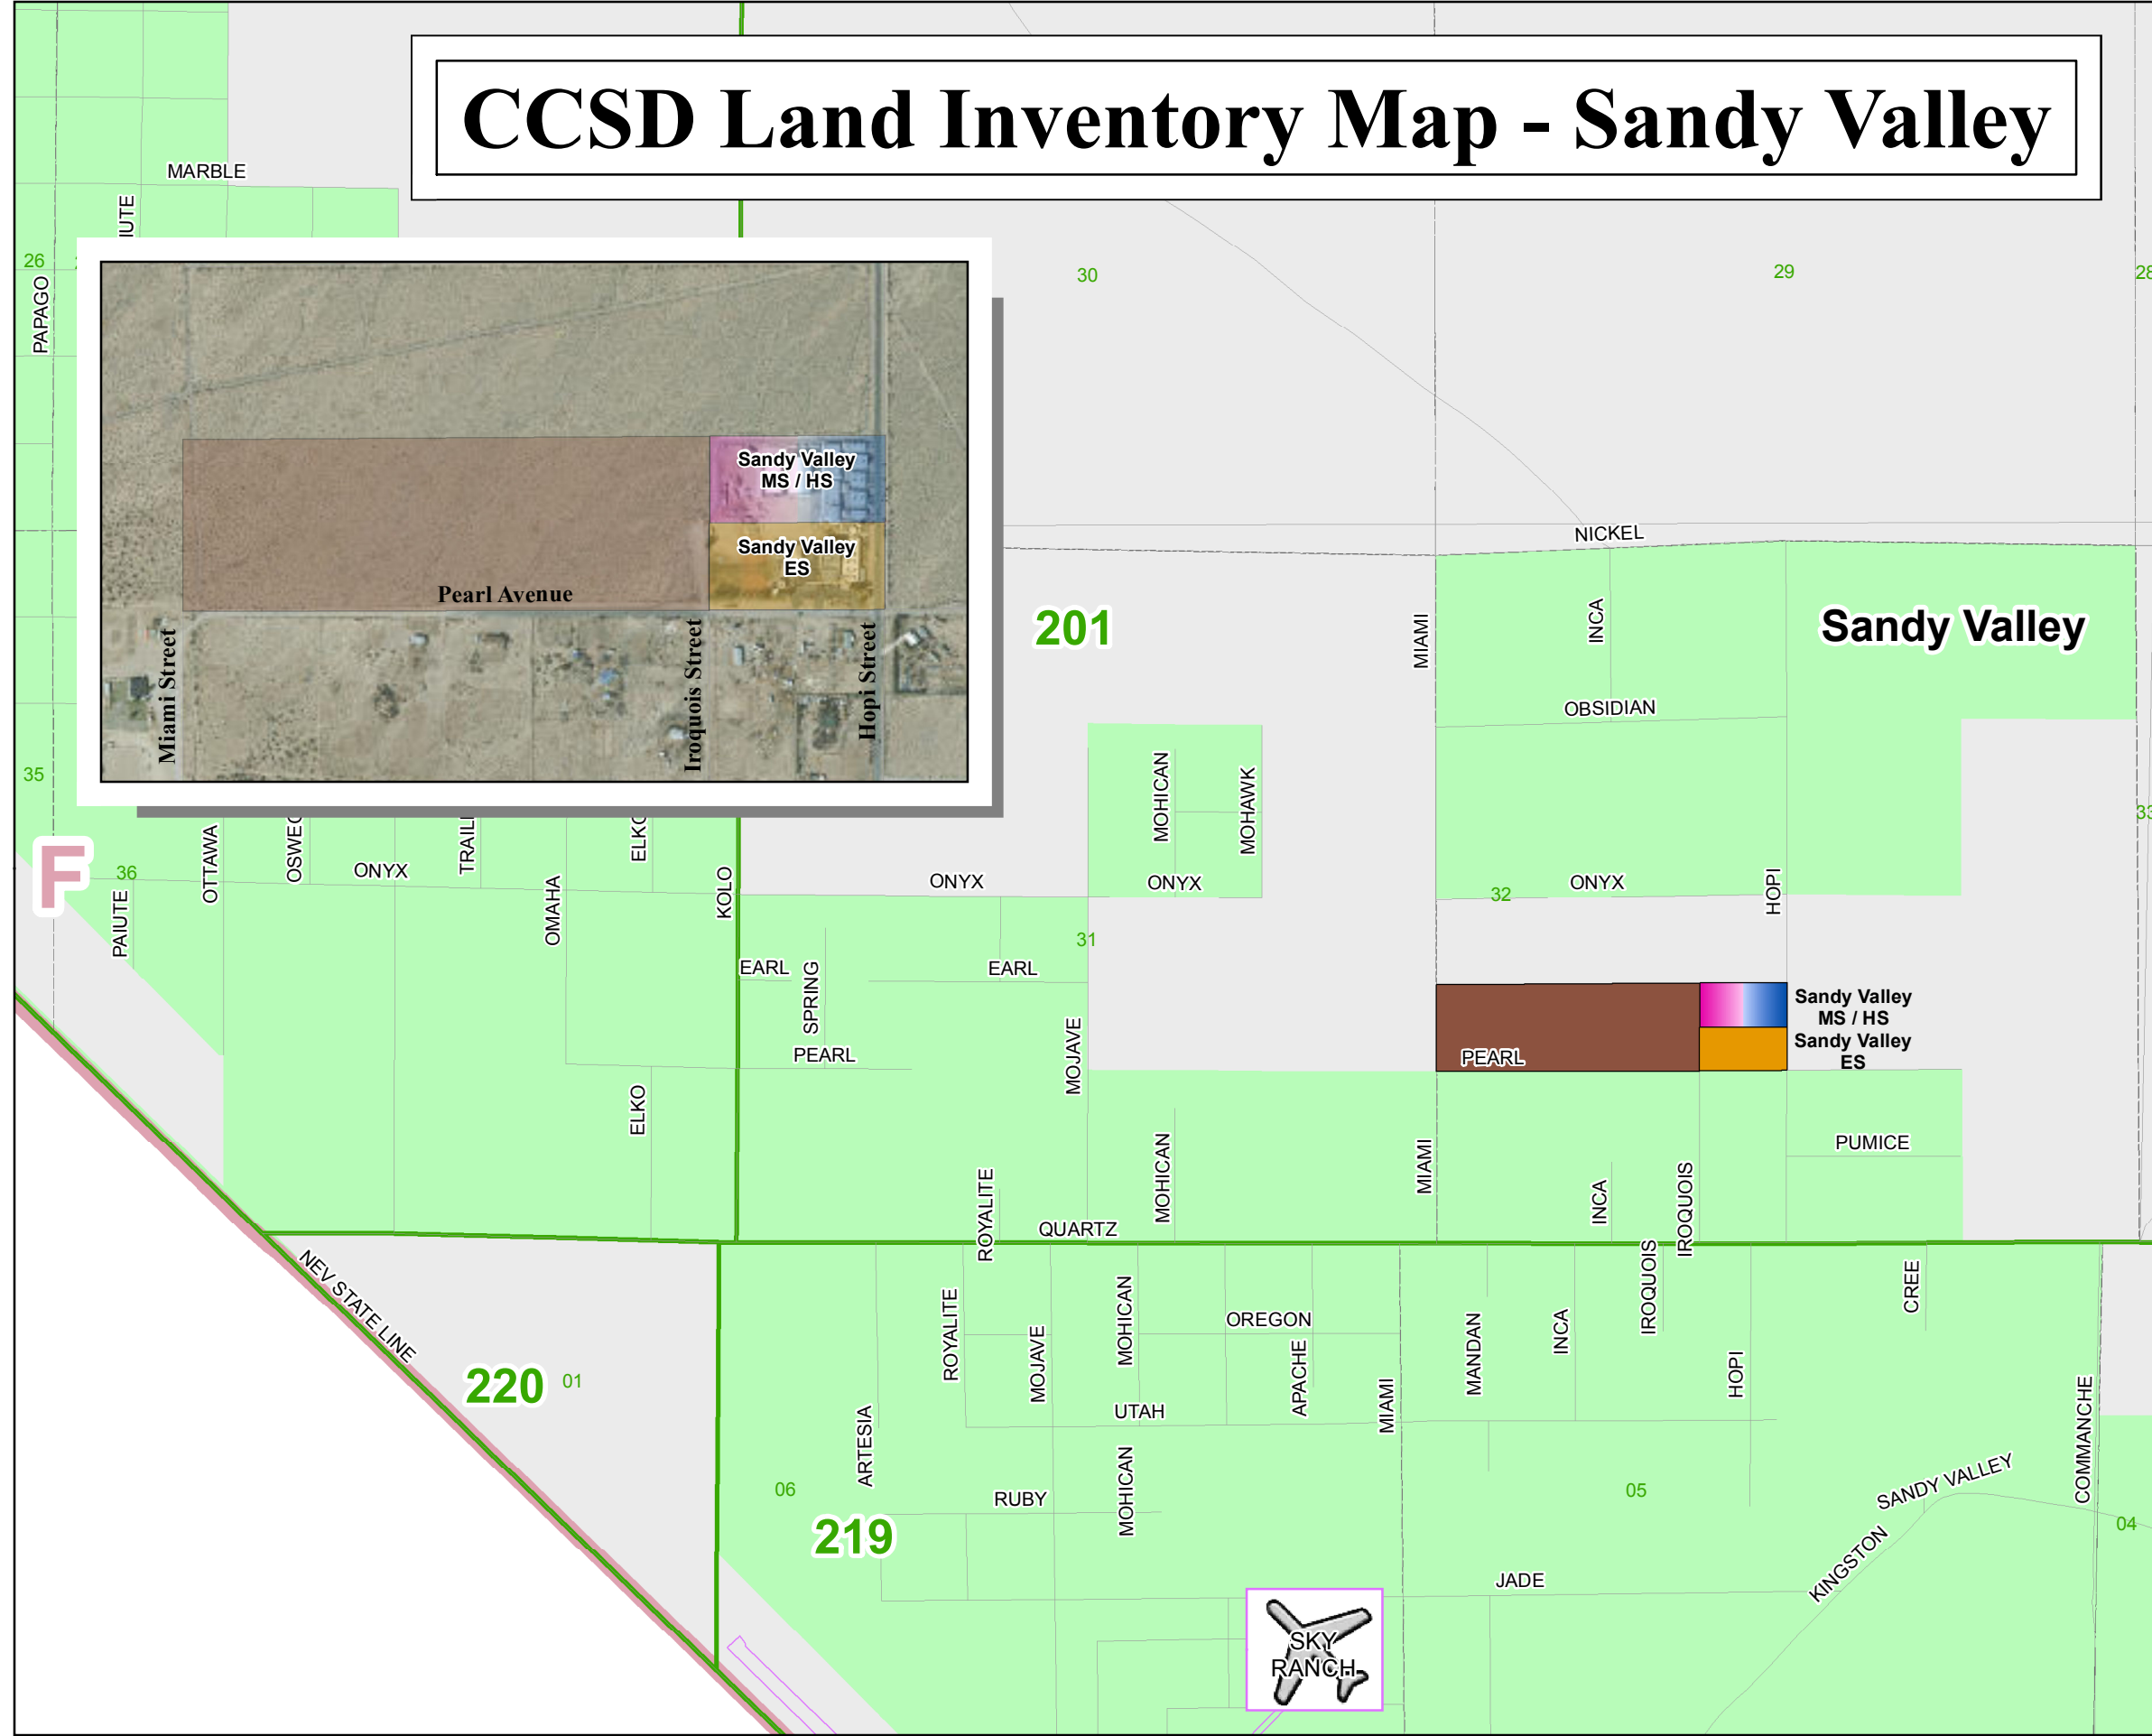 CCSD Land Inventory Map - Sandy Valley
MARBLE
IUTE
26
PAPAGO
30
29
28
Sandy Valley
MS / HS
Sandy Valley
ES
Pearl Avenue
Miami Street
Iroquois Street
Hopi Street
NICKEL
201
MIAMI
INCA
Sandy Valley
OBSIDIAN
35
MOHICAN
MOHAWK
33
F
36
OTTAWA
ONYX
ELKO
OMAHA
KOLO
ONYX
ONYX
32
ONYX
HOPI
PAIUTE
31
EARL
SPRING
EARL
Sandy Valley
MS / HS
Sandy Valley
ES
PEARL
MOJAVE
PEARL
ELKO
MOHICAN
MIAMI
PUMICE
ROYALITE
QUARTZ
INCA
IROQUOIS
NEV STATE LINE
220
01
ROYALITE
MOJAVE
MOHICAN
OREGON
APACHE
MIAMI
MANDAN
INCA
IROQUOIS
HOPI
CREE
COMMANCHE
UTAH
ARTESIA
06
RUBY
MOHICAN
05
SANDY VALLEY
219
04
KINGSTON
JADE
SKY
RANCH